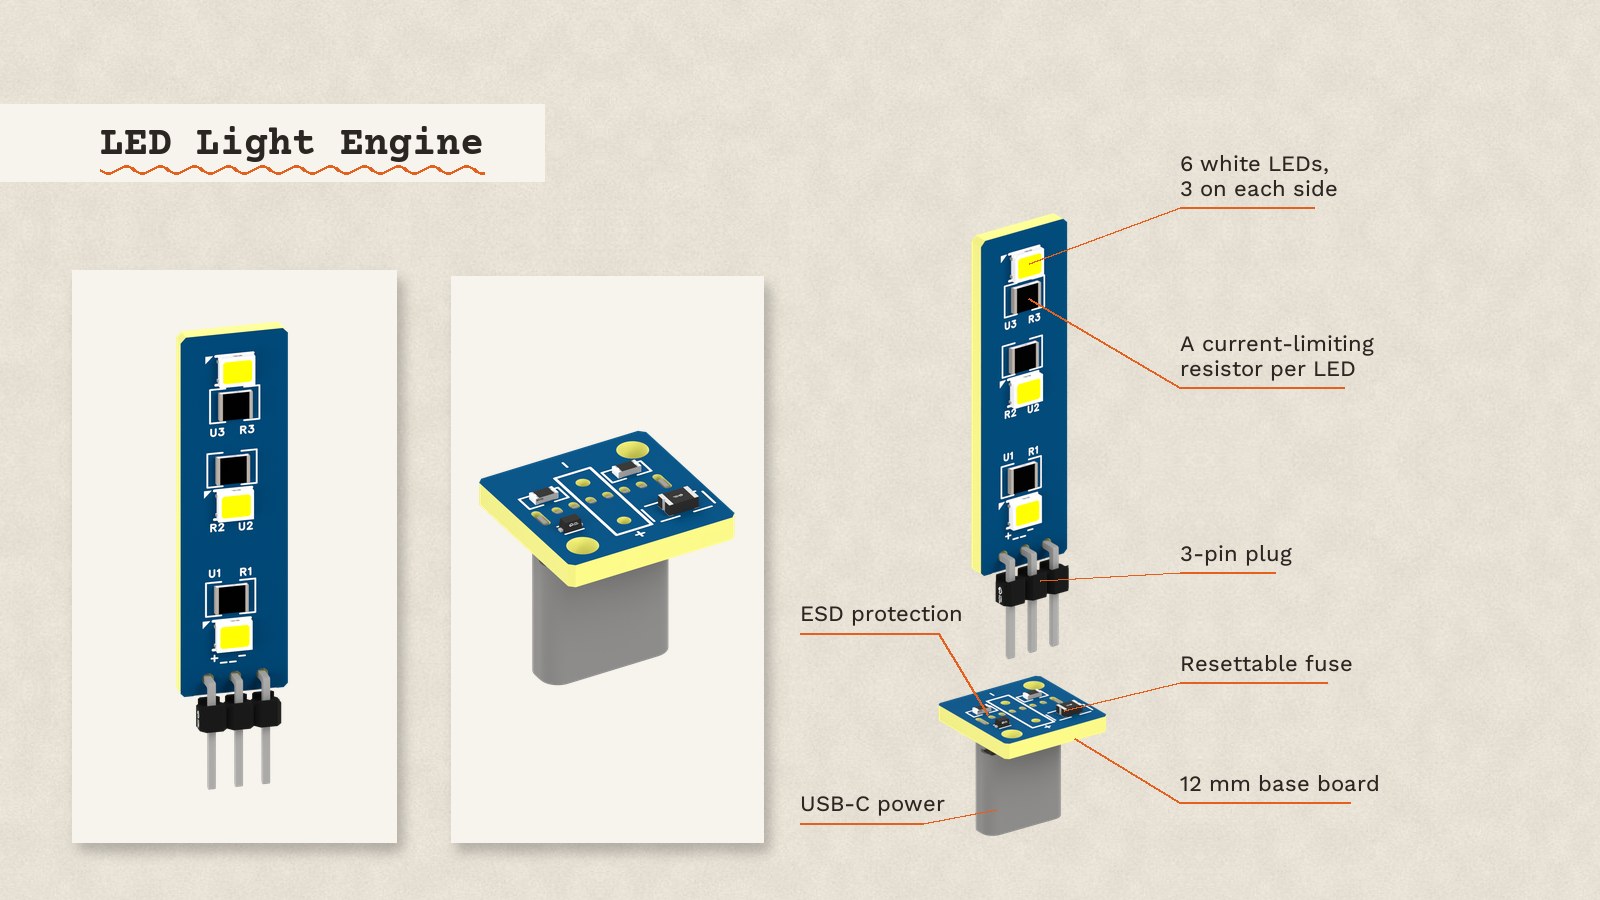 LED Light Engine
U3 R3
R2 U2
U1 R1
+ -- -
-
+
6 white LEDs,
3 on each side
U3 R3
A current-limiting
resistor per LED
R2 U2
U1 R1
+ -- -
3-pin plug
ESD protection
Resettable fuse
-
+
12 mm base board
USB-C power